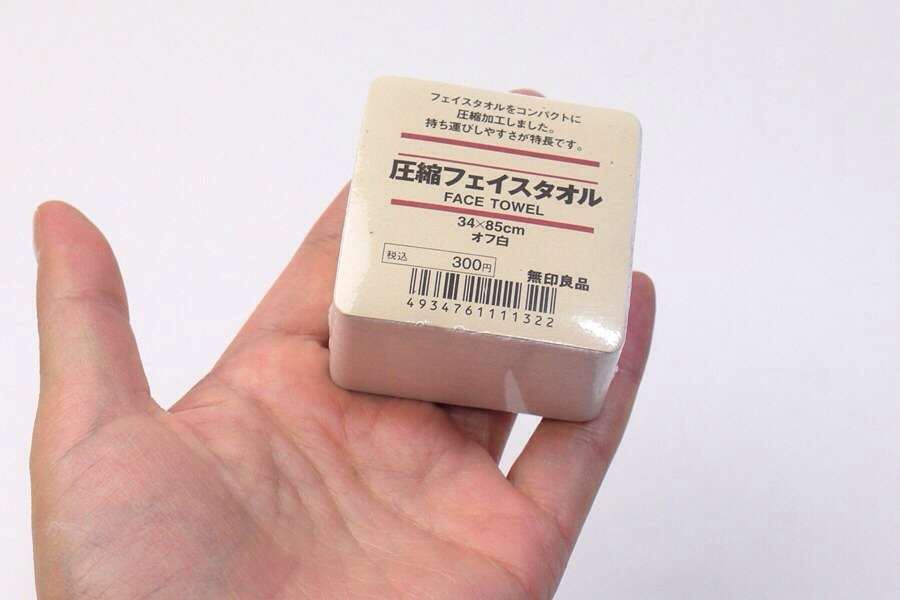 フェイスタオルをコンパクトに
圧縮加工しました。
持ち運びしやすさが特長です。
圧縮フェイスタオル
FACE TOWEL
34×85cm
オフ白
税込 300円
無印良品
4934761111322